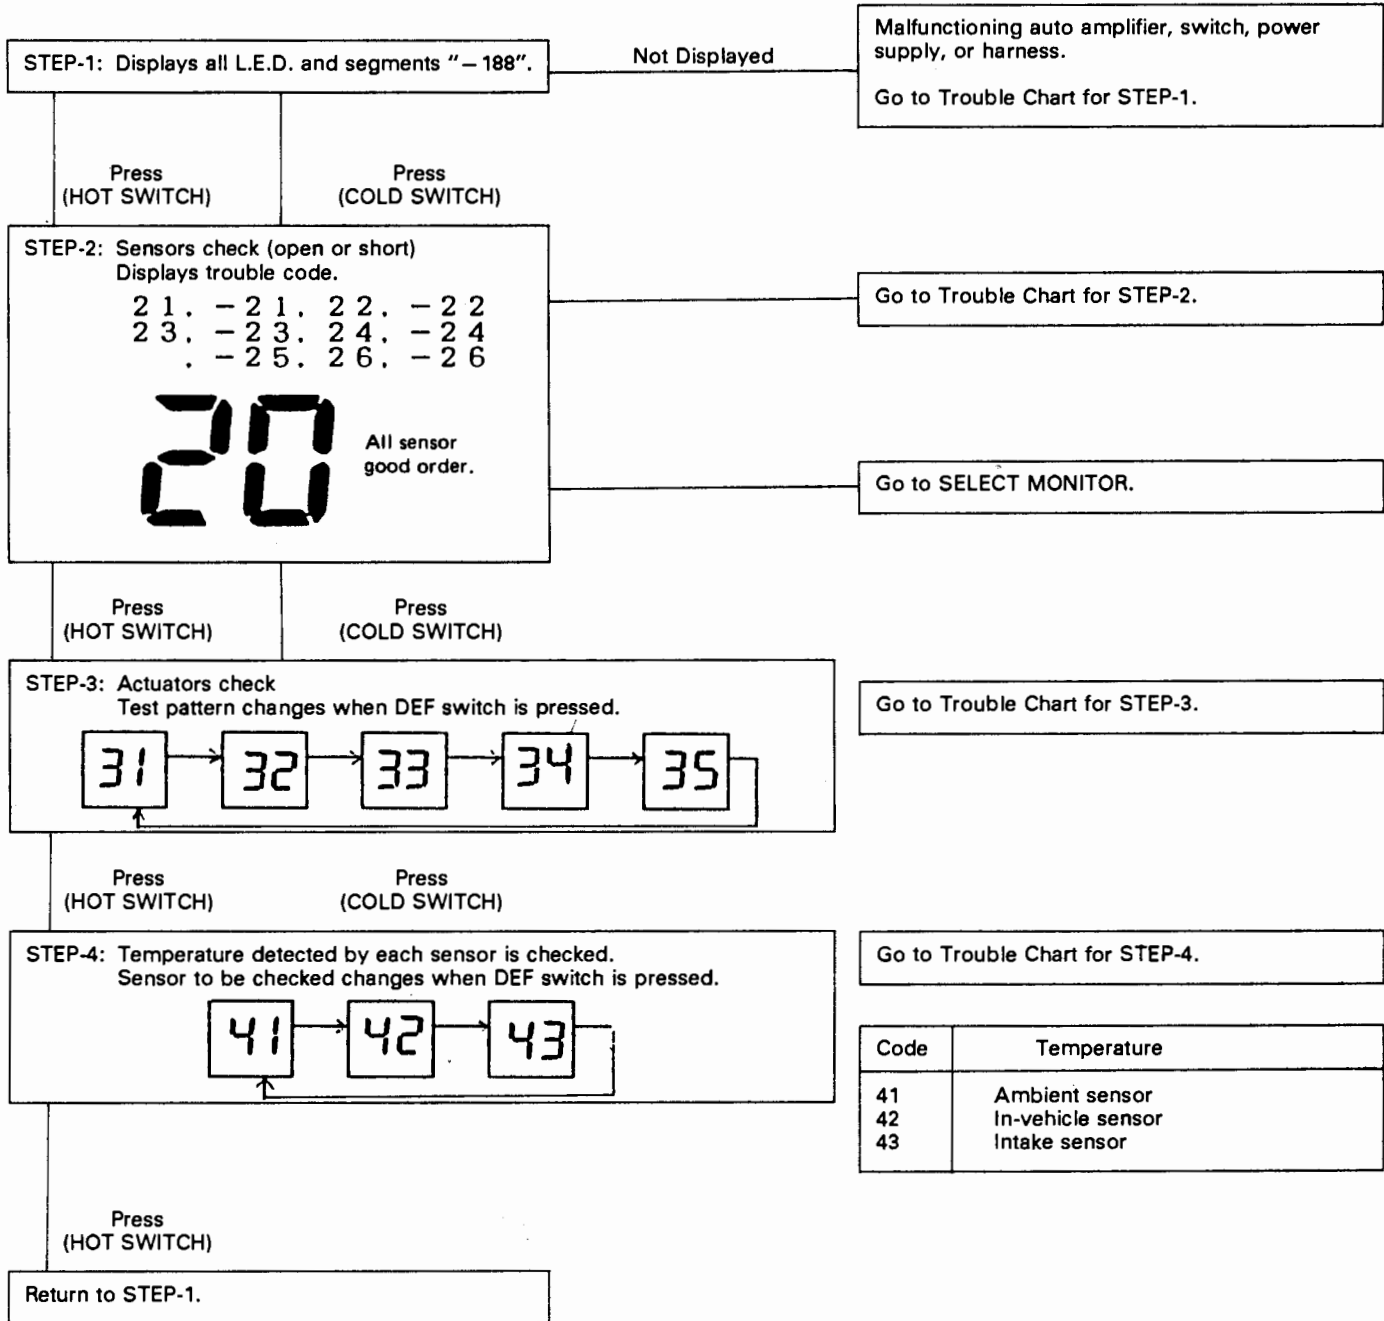 STEP-1: Displays all L.E.D. and segments "−188".
Not Displayed
Malfunctioning auto amplifier, switch, power
supply, or harness.
Go to Trouble Chart for STEP-1.
Press
(HOT SWITCH)
Press
(COLD SWITCH)
STEP-2: Sensors check (open or short)
Displays trouble code.
21. −21. 22. −22
23. −23. 24. −24
. −25. 26. −26
20
All sensor
good order.
Go to Trouble Chart for STEP-2.
Go to SELECT MONITOR.
Press
(HOT SWITCH)
Press
(COLD SWITCH)
STEP-3: Actuators check
Test pattern changes when DEF switch is pressed.
31 32 33 34 35
Go to Trouble Chart for STEP-3.
Press
(HOT SWITCH)
Press
(COLD SWITCH)
STEP-4: Temperature detected by each sensor is checked.
Sensor to be checked changes when DEF switch is pressed.
41 42 43
Go to Trouble Chart for STEP-4.
Code Temperature
41 Ambient sensor
42 In-vehicle sensor
43 Intake sensor
Press
(HOT SWITCH)
Return to STEP-1.